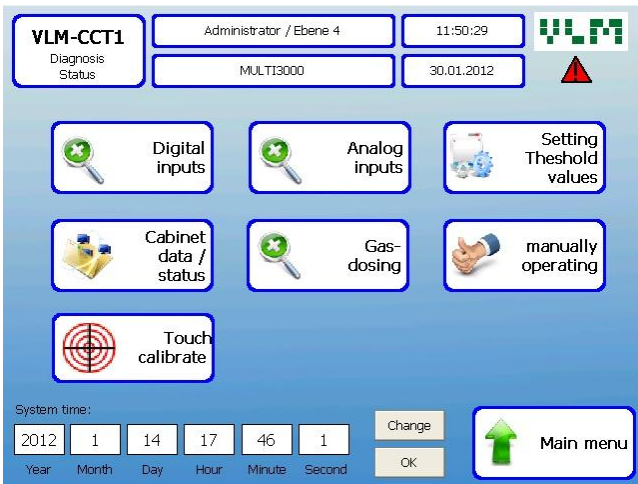 VLM-CCT1
Diagnosis
Status
Administrator / Ebene 4
11:50:29
VLM
MULTI3000
30.01.2012
Digital
inputs
Analog
inputs
Setting
Theshold
values
Cabinet
data /
status
Gas-
dosing
manually
operating
Touch
calibrate
System time:
2012 1 14 17 46 1
Year Month Day Hour Minute Second
Change
OK
Main menu